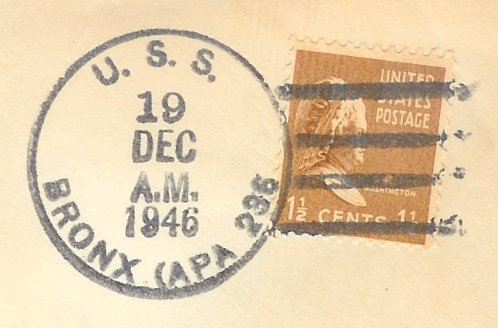 U. S. S.
19
DEC
A.M.
1946
BRONX (APA 236
UNITED
STATES
POSTAGE
WASHINGTON
1½ CENTS 1½